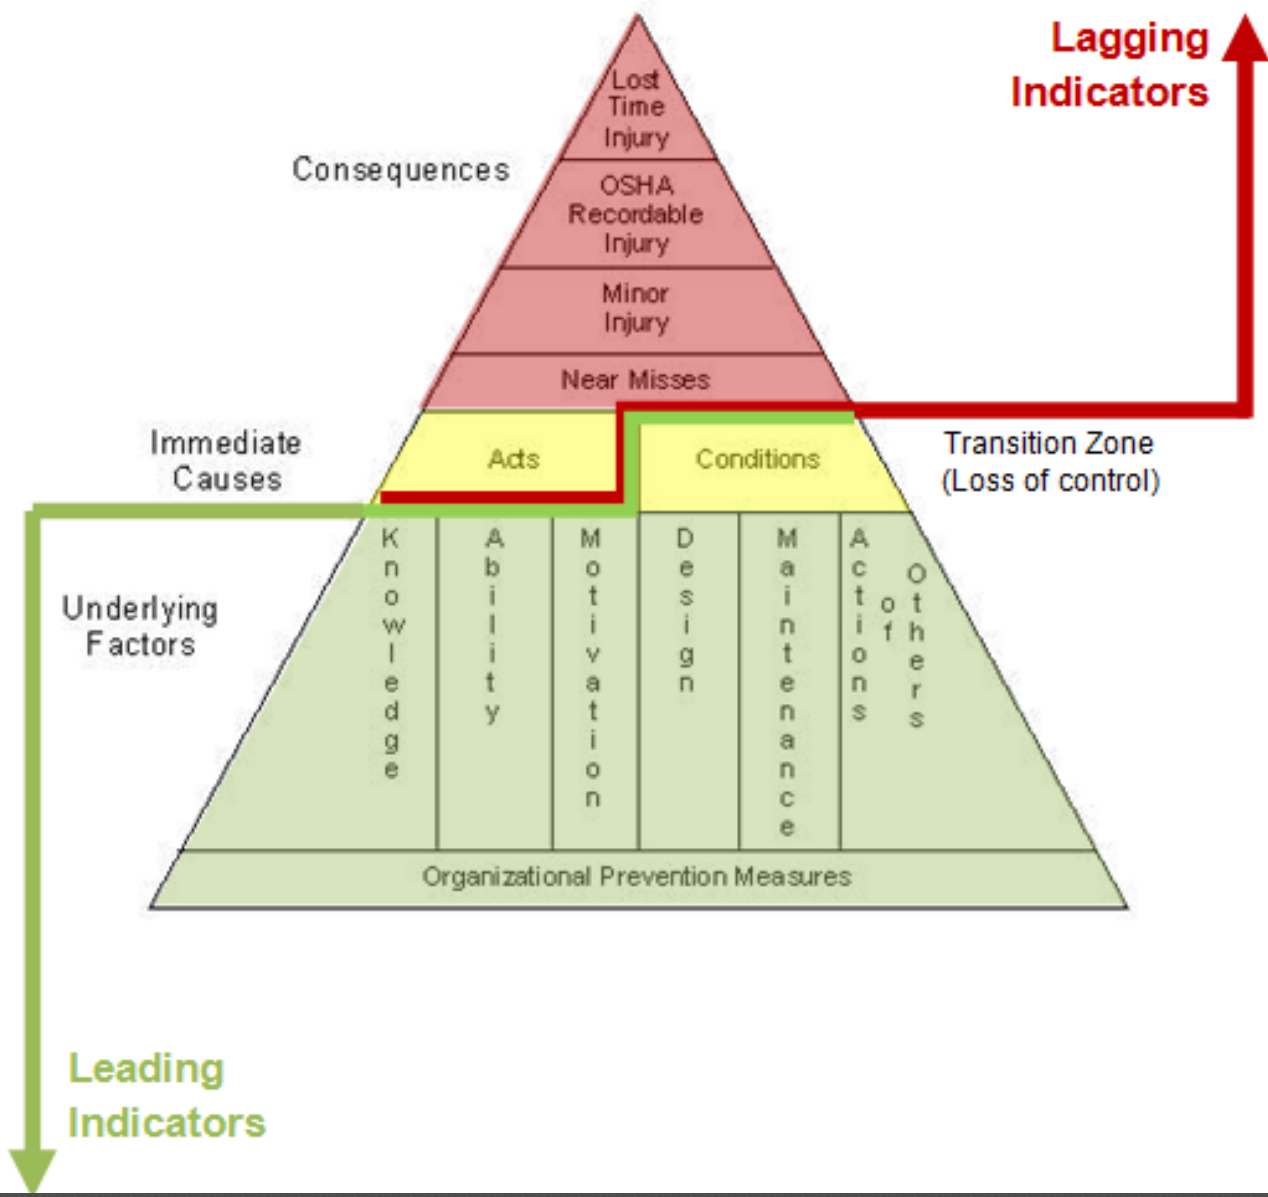 Lagging
Indicators
Lost
Time
Injury
Consequences
OSHA
Recordable
Injury
Minor
Injury
Near Misses
Immediate
Causes
Acts
Conditions
Transition Zone
(Loss of control)
Underlying
Factors
Knowledge
Ability
Motivation
Design
Maintenance
Actions
of
Others
Organizational Prevention Measures
Leading
Indicators